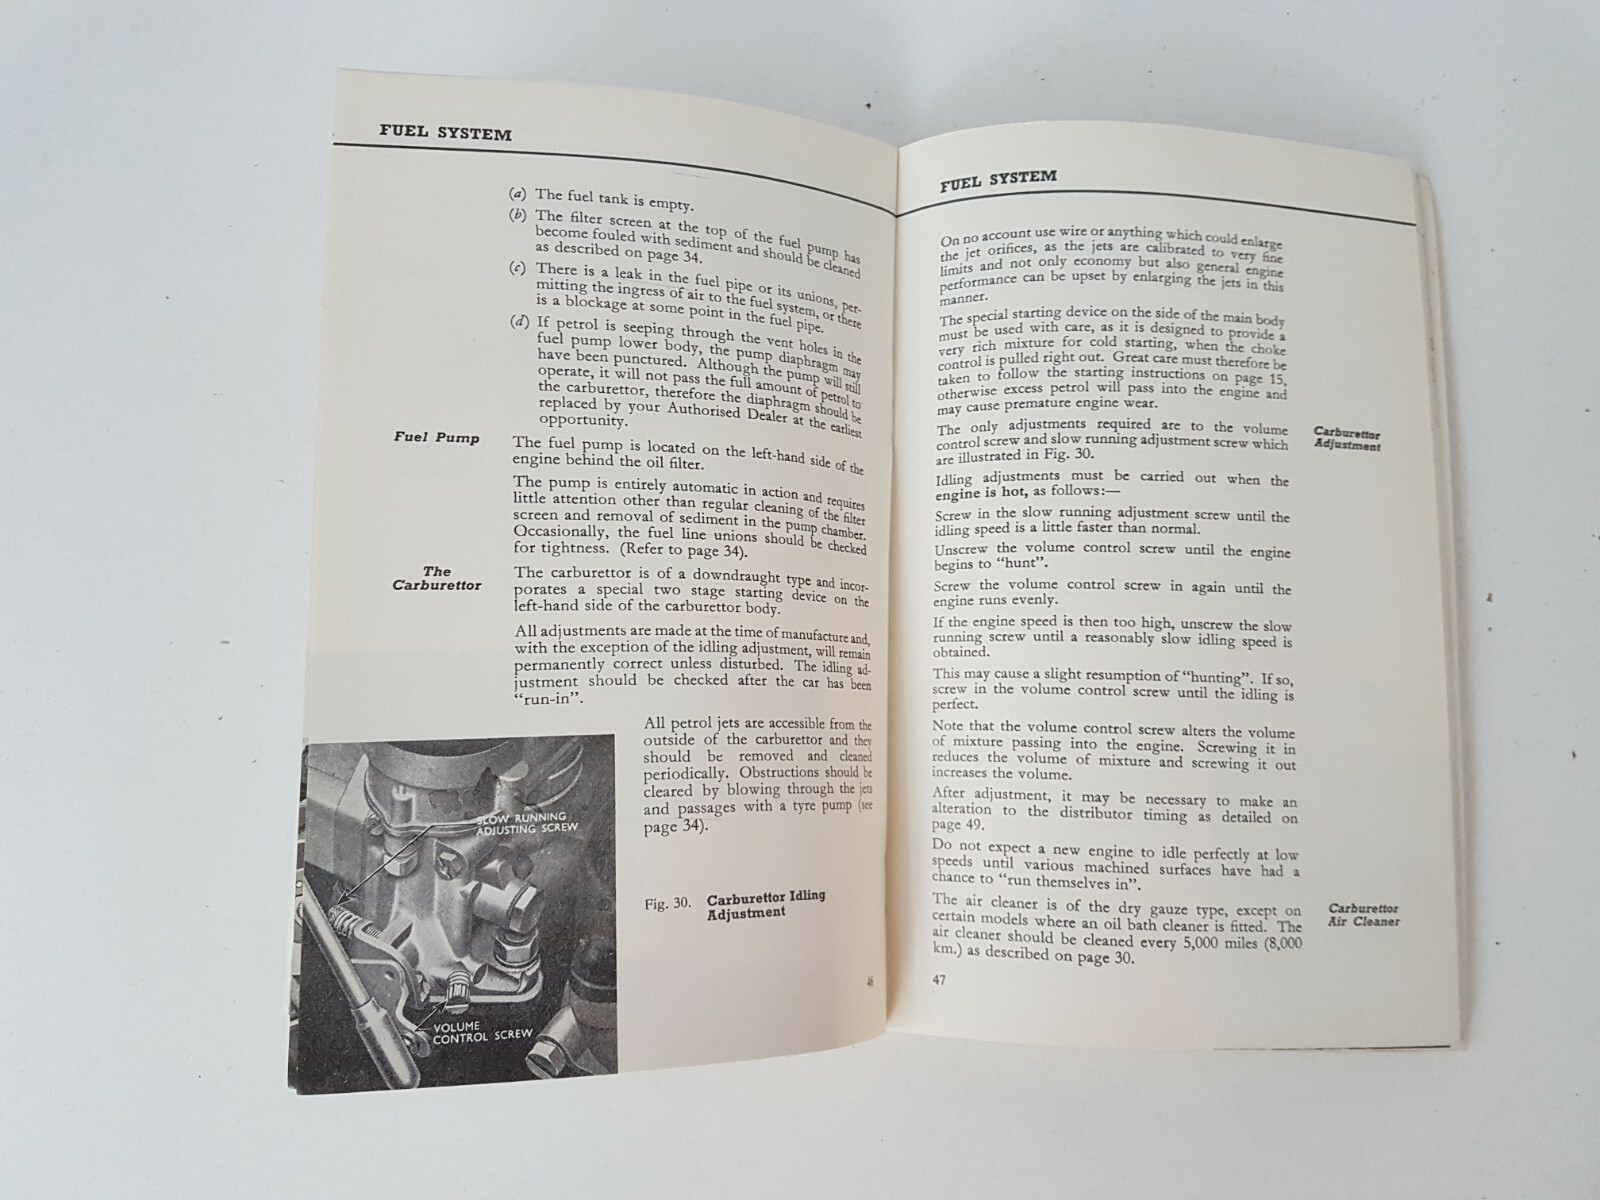 FUEL SYSTEM
(a) The fuel tank is empty.
(b) The filter screen at the top of the fuel pump has
become fouled with sediment and should be cleaned
as described on page 34.
(c) There is a leak in the fuel pipe or its unions, per-
mitting the ingress of air to the fuel system, or there
is a blockage at some point in the fuel pipe.
(d) If petrol is seeping through the vent holes in the
fuel pump lower body, the pump diaphragm may
have been punctured. Although the pump will still
operate, it will not pass the full amount of petrol to
the carburettor, therefore the diaphragm should be
replaced by your Authorised Dealer at the earliest
opportunity.
Fuel Pump
The fuel pump is located on the left-hand side of the
engine behind the oil filter.
The pump is entirely automatic in action and requires
little attention other than regular cleaning of the filter
screen and removal of sediment in the pump chamber.
Occasionally, the fuel line unions should be checked
for tightness. (Refer to page 34).
The
Carburettor
The carburettor is of a downdraught type and incor-
porates a special two stage starting device on the
left-hand side of the carburettor body.
All adjustments are made at the time of manufacture and,
with the exception of the idling adjustment, will remain
permanently correct unless disturbed. The idling ad-
justment should be checked after the car has been
"run-in".
All petrol jets are accessible from the
outside of the carburettor and they
should be removed and cleaned
periodically. Obstructions should be
cleared by blowing through the jets
and passages with a tyre pump (see
page 34).
SLOW RUNNING
ADJUSTING SCREW
VOLUME
CONTROL SCREW
Fig. 30. Carburettor Idling
Adjustment
46
FUEL SYSTEM
On no account use wire or anything which could enlarge
the jet orifices, as the jets are calibrated to very fine
limits and not only economy but also general engine
performance can be upset by enlarging the jets in this
manner.
The special starting device on the side of the main body
must be used with care, as it is designed to provide a
very rich mixture for cold starting, when the choke
control is pulled right out. Great care must therefore be
taken to follow the starting instructions on page 15,
otherwise excess petrol will pass into the engine and
may cause premature engine wear.
Carburettor
Adjustment
The only adjustments required are to the volume
control screw and slow running adjustment screw which
are illustrated in Fig. 30.
Idling adjustments must be carried out when the
engine is hot, as follows:—
Screw in the slow running adjustment screw until the
idling speed is a little faster than normal.
Unscrew the volume control screw until the engine
begins to "hunt".
Screw the volume control screw in again until the
engine runs evenly.
If the engine speed is then too high, unscrew the slow
running screw until a reasonably slow idling speed is
obtained.
This may cause a slight resumption of "hunting". If so,
screw in the volume control screw until the idling is
perfect.
Note that the volume control screw alters the volume
of mixture passing into the engine. Screwing it in
reduces the volume of mixture and screwing it out
increases the volume.
After adjustment, it may be necessary to make an
alteration to the distributor timing as detailed on
page 49.
Do not expect a new engine to idle perfectly at low
speeds until various machined surfaces have had a
chance to "run themselves in".
Carburettor
Air Cleaner
The air cleaner is of the dry gauze type, except on
certain models where an oil bath cleaner is fitted. The
air cleaner should be cleaned every 5,000 miles (8,000
km.) as described on page 30.
47